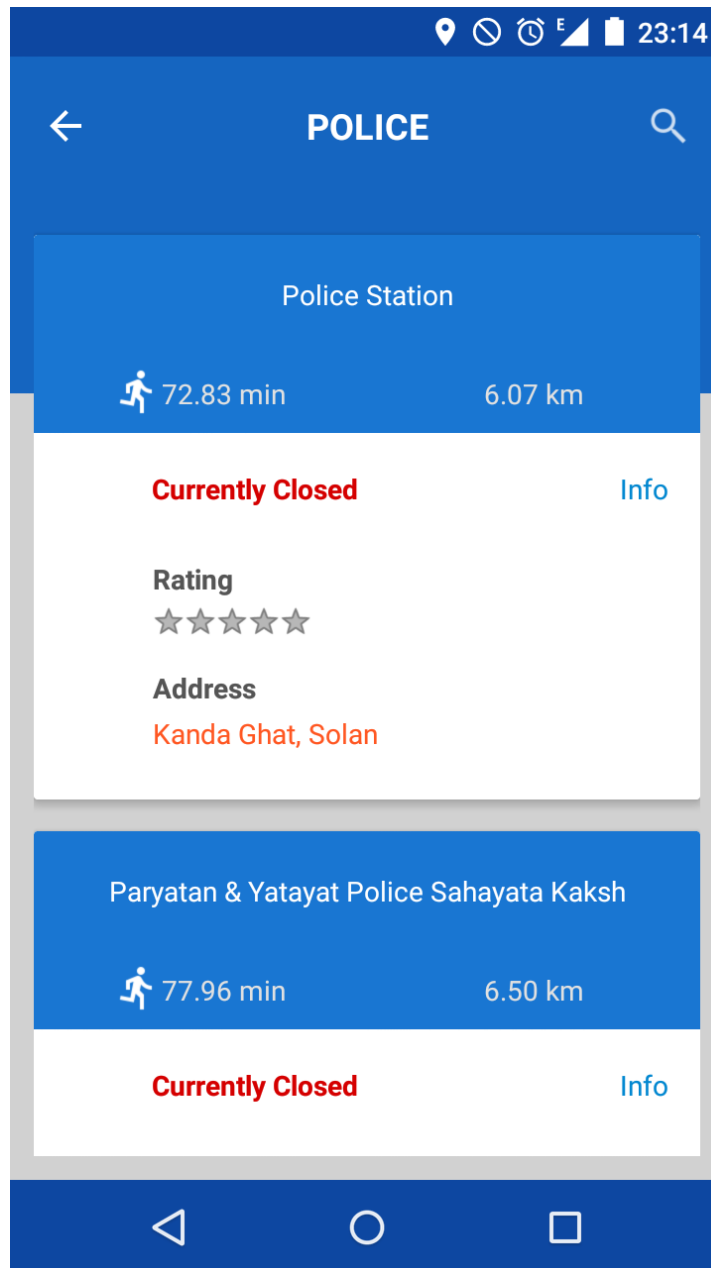 E 23:14
POLICE
Police Station
72.83 min 6.07 km
Currently Closed Info
Rating
Address
Kanda Ghat, Solan
Paryatan & Yatayat Police Sahayata Kaksh
77.96 min 6.50 km
Currently Closed Info